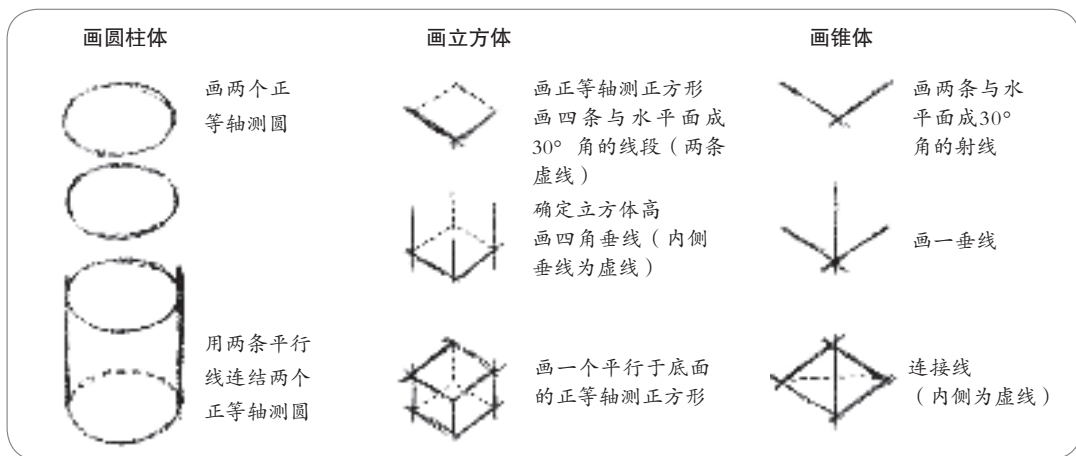 画圆柱体
画两个正
等轴测圆
用两条平行
线连结两个
正等轴测圆
画立方体
画正等轴测正方形
画四条与水平面成
30° 角的线段（两条
虚线）
确定立方体高
画四角垂线（内侧
垂线为虚线）
画一个平行于底面
的正等轴测正方形
画锥体
画两条与水
平面成30°
角的射线
画一垂线
连接线
（内侧为虚线）